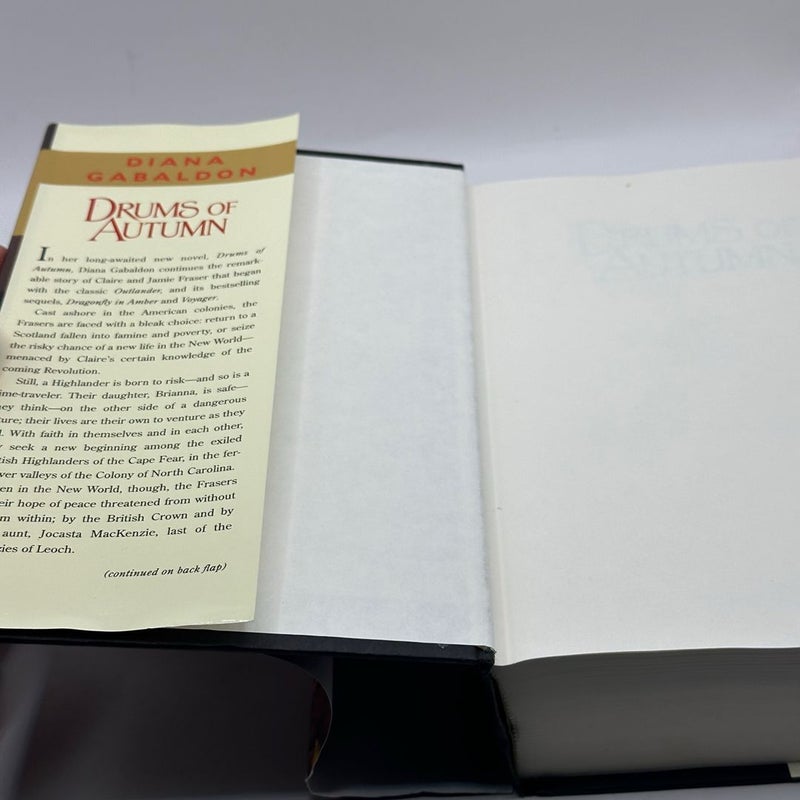 DIANA
GABALDON
DRUMS OF
AUTUMN
In her long-awaited new novel, Drums of
Autumn, Diana Gabaldon continues the remark-
able story of Claire and Jamie Fraser that began
with the classic Outlander, and its bestselling
sequels, Dragonfly in Amber and Voyager.
Cast ashore in the American colonies, the
Frasers are faced with a bleak choice: return to a
Scotland fallen into famine and poverty, or seize
the risky chance of a new life in the New World—
menaced by Claire's certain knowledge of the
coming Revolution.
Still, a Highlander is born to risk—and so is a
ime-traveler. Their daughter, Brianna, is safe—
ey think—on the other side of a dangerous
ture; their lives are their own to venture as they
l. With faith in themselves and in each other,
y seek a new beginning among the exiled
tish Highlanders of the Cape Fear, in the fer-
ver valleys of the Colony of North Carolina.
en in the New World, though, the Frasers
eir hope of peace threatened from without
m within; by the British Crown and by
aunt, Jocasta MacKenzie, last of the
zies of Leoch.
(continued on back flap)